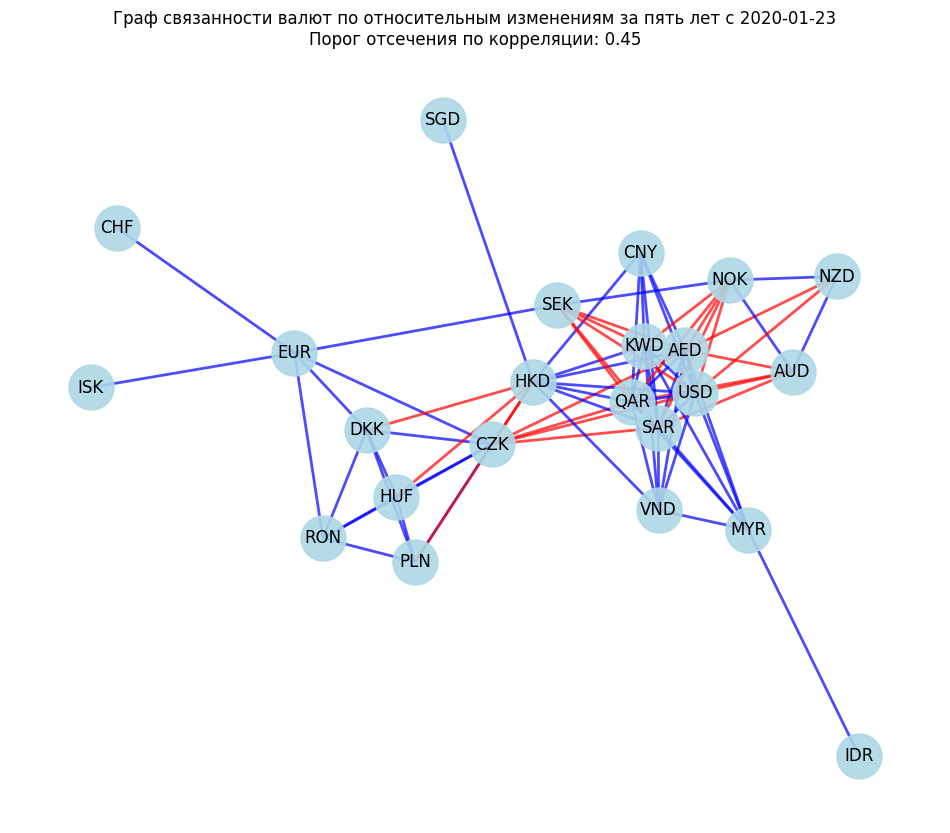 Граф связанности валют по относительным изменениям за пять лет с 2020-01-23
Порог отсечения по корреляции: 0.45
SGD
CHF
CNY
NOK
NZD
SEK
KWD
AED
EUR
AUD
HKD
ISK
USD
QAR
SAR
DKK
CZK
HUF
VND
MYR
RON
PLN
IDR